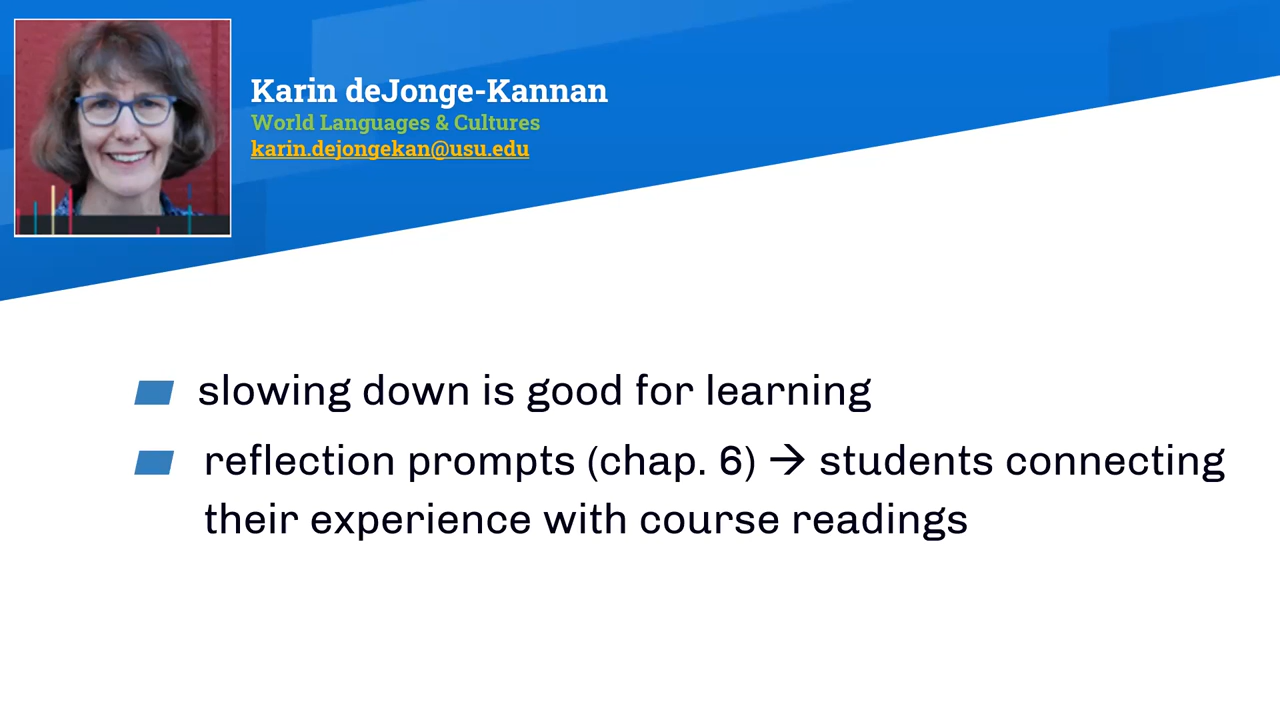 Karin deJonge-Kannan
World Languages & Cultures
karin.dejongekan@usu.edu
slowing down is good for learning
reflection prompts (chap. 6) → students connecting
their experience with course readings